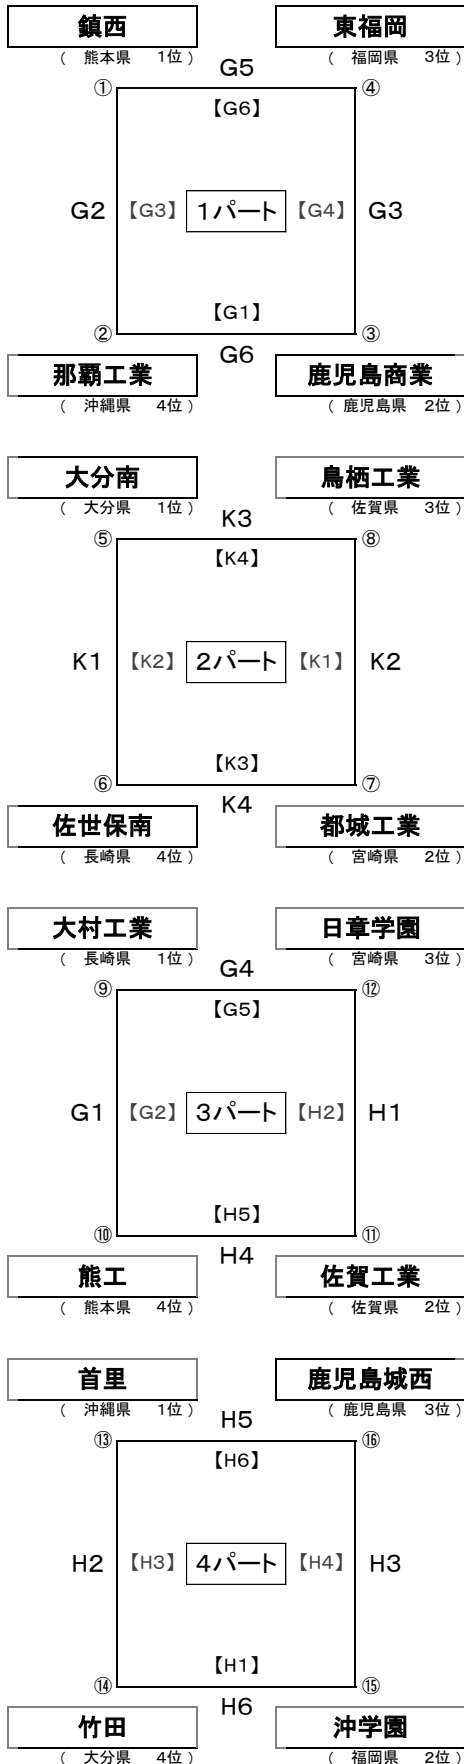 鎮西 東福岡
( 熊本県 1位 ) ( 福岡県 3位 )
G5
① ④
【G6】
G2 【G3】 1パート 【G4】 G3
【G1】
② ③
G6
那覇工業 鹿児島商業
( 沖縄県 4位 ) ( 鹿児島県 2位 )
大分南 鳥栖工業
( 大分県 1位 ) ( 佐賀県 3位 )
K3
⑤ ⑧
【K4】
K1 【K2】 2パート 【K1】 K2
【K3】
⑥ ⑦
K4
佐世保南 都城工業
( 長崎県 4位 ) ( 宮崎県 2位 )
大村工業 日章学園
( 長崎県 1位 ) ( 宮崎県 3位 )
G4
⑨ ⑫
【G5】
G1 【G2】 3パート 【H2】 H1
【H5】
⑩ ⑪
H4
熊工 佐賀工業
( 熊本県 4位 ) ( 佐賀県 2位 )
首里 鹿児島城西
( 沖縄県 1位 ) ( 鹿児島県 3位 )
H5
⑬ ⑯
【H6】
H2 【H3】 4パート 【H4】 H3
【H1】
⑭ ⑮
H6
竹田 沖学園
( 大分県 4位 ) ( 福岡県 2位 )